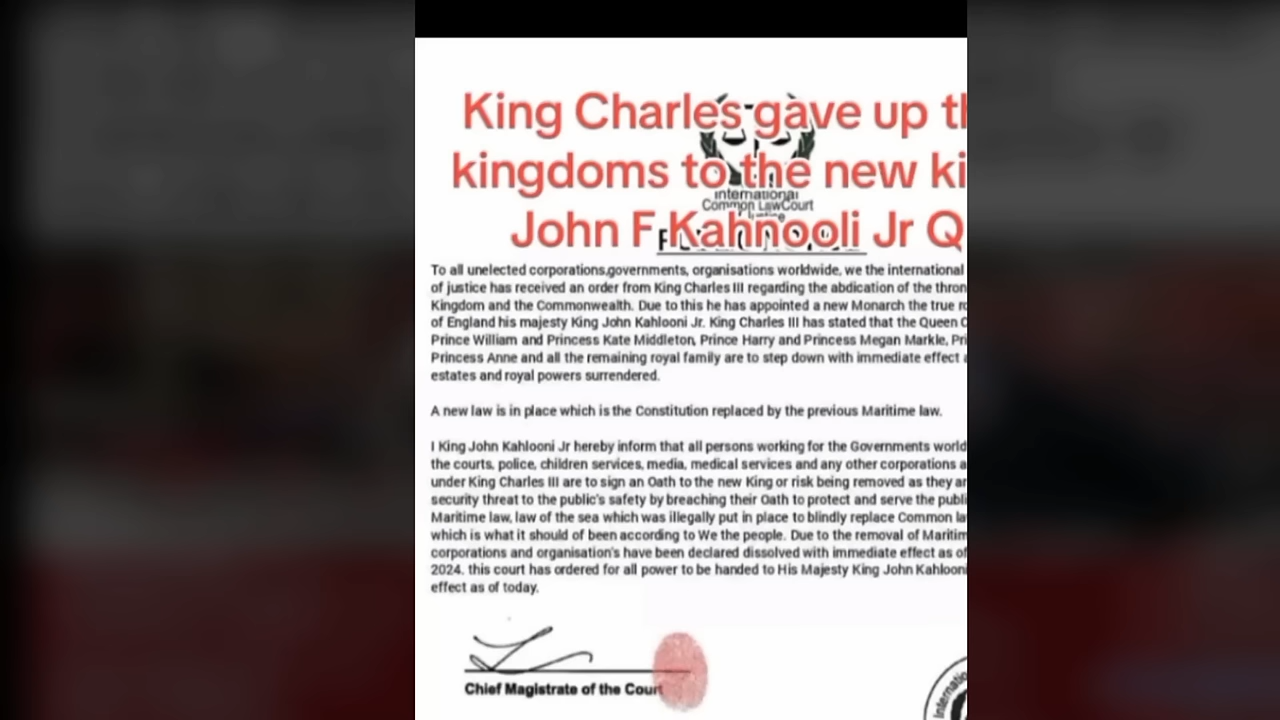 King Charles gave up th
kingdoms to the new ki
John F Kahnooli Jr Q
International
Common Law Court
To all unelected corporations,governments, organisations worldwide, we the international
of justice has received an order from King Charles III regarding the abdication of the thron
Kingdom and the Commonwealth. Due to this he has appointed a new Monarch the true ro
of England his majesty King John Kahlooni Jr. King Charles III has stated that the Queen C
Prince William and Princess Kate Middleton, Prince Harry and Princess Megan Markle, Pri
Princess Anne and all the remaining royal family are to step down with immediate effect a
estates and royal powers surrendered.
A new law is in place which is the Constitution replaced by the previous Maritime law.
I King John Kahlooni Jr hereby inform that all persons working for the Governments world
the courts, police, children services, media, medical services and any other corporations a
under King Charles III are to sign an Oath to the new King or risk being removed as they ar
security threat to the public's safety by breaching their Oath to protect and serve the publi
Maritime law, law of the sea which was illegally put in place to blindly replace Common la
which is what it should of been according to We the people. Due to the removal of Maritim
corporations and organisation's have been declared dissolved with immediate effect as of
2024. this court has ordered for all power to be handed to His Majesty King John Kahlooni
effect as of today.
Chief Magistrate of the Court
Internatio